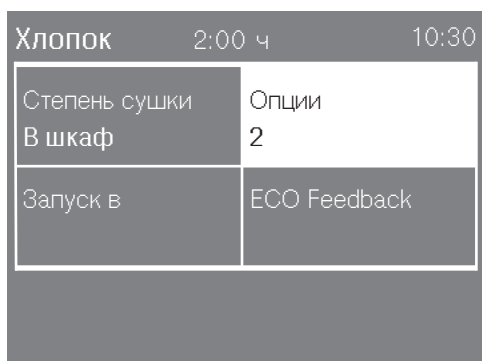 Хлопок 2:00 ч 10:30
Степень сушки Опции
В шкаф 2
Запуск в ECO Feedback